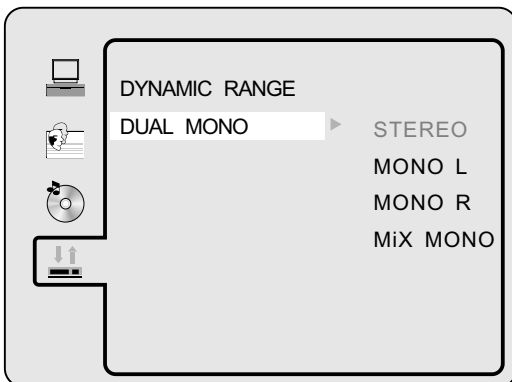 DYNAMIC RANGE
DUAL MONO
STEREO
MONO L
MONO R
MiX MONO